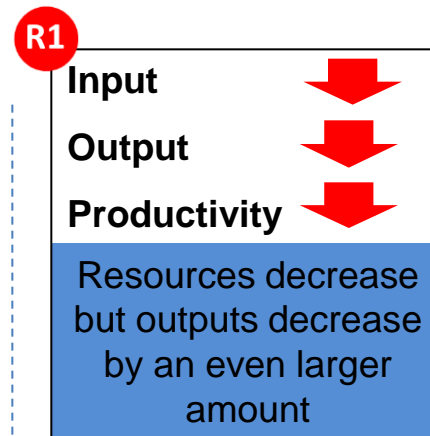 R1
Input
Output
Productivity
Resources decrease
but outputs decrease
by an even larger
amount